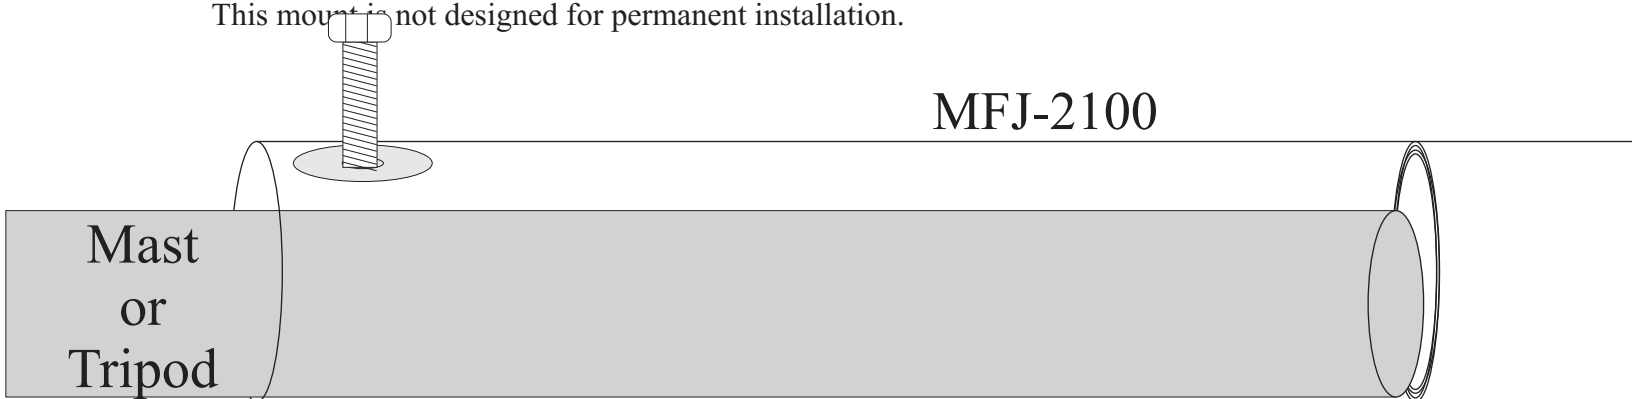 This mount is not designed for permanent installation.
MFJ-2100
Mast
or
Tripod